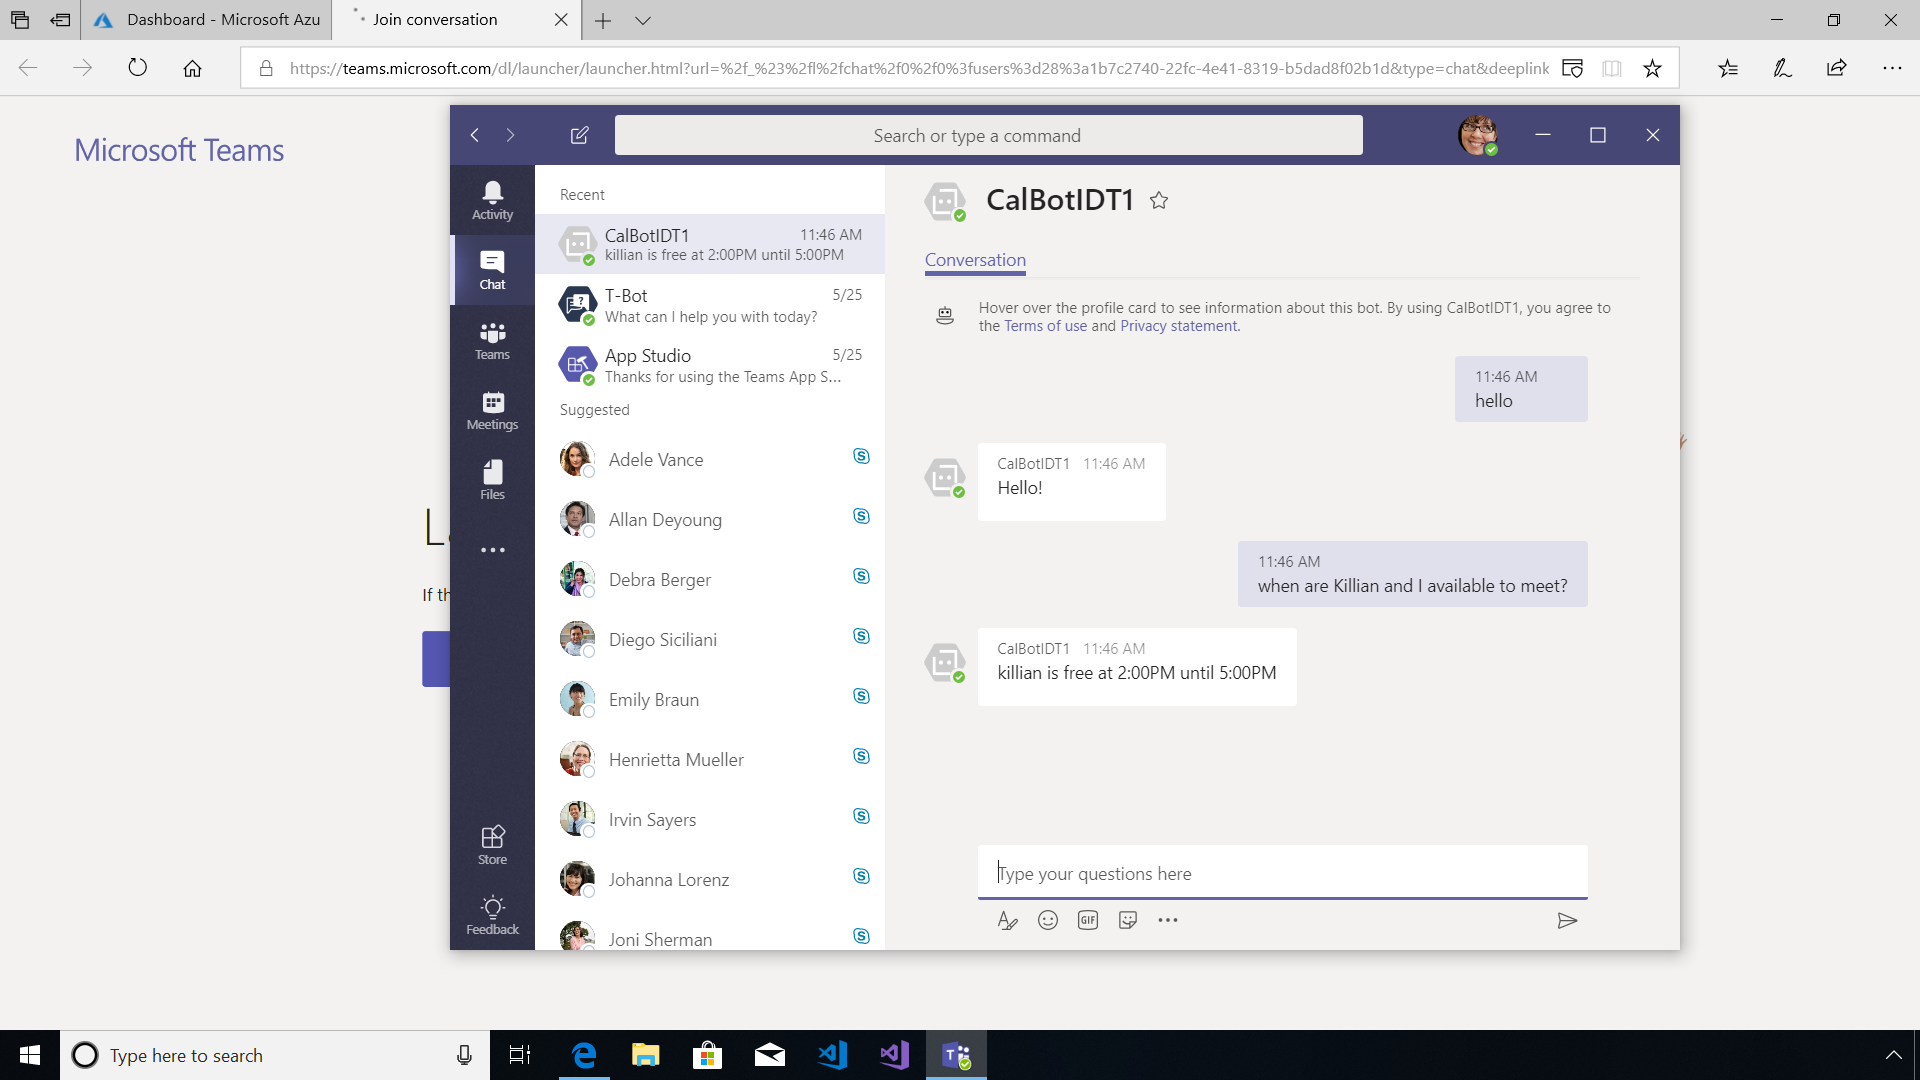 Dashboard - Microsoft Azu
Join conversation
https://teams.microsoft.com/dl/launcher/launcher.html?url=%2f_%23%2fl%2fchat%2f0%2f0%3fusers%3d28%3a1b7c2740-22fc-4e41-8319-b5dad8f02b1d&type=chat&deeplink
Microsoft Teams
Search or type a command
Activity
Chat
Teams
Meetings
Files
Store
Feedback
Recent
CalBotIDT1 11:46 AM
killian is free at 2:00PM until 5:00PM
T-Bot 5/25
What can I help you with today?
App Studio 5/25
Thanks for using the Teams App S...
Suggested
Adele Vance
Allan Deyoung
Debra Berger
Diego Siciliani
Emily Braun
Henrietta Mueller
Irvin Sayers
Johanna Lorenz
Joni Sherman
CalBotIDT1
Conversation
Hover over the profile card to see information about this bot. By using CalBotIDT1, you agree to
the Terms of use and Privacy statement.
11:46 AM
hello
CalBotIDT1 11:46 AM
Hello!
11:46 AM
when are Killian and I available to meet?
CalBotIDT1 11:46 AM
killian is free at 2:00PM until 5:00PM
Type your questions here
GIF
If th
Type here to search